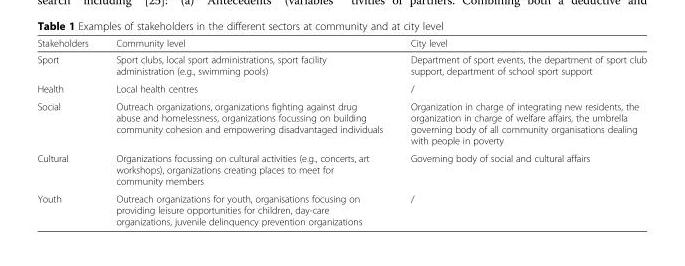 search including [25]: (a) Antecedents (variables
tivities of partners. Combining both a deductive and
Table 1 Examples of stakeholders in the different sectors at community and at city level
Stakeholders Community level City level
Sport Sport clubs, local sport administrations, sport facility Department of sport events, the department of sport club
administration (e.g., swimming pools) support, department of school sport support
Health Local health centres /
Social Outreach organizations, organizations fighting against drug Organization in charge of integrating new residents, the
abuse and homelessness, organizations focussing on building organization in charge of welfare affairs, the umbrella
community cohesion and empowering disadvantaged individuals governing body of all community organisations dealing
with people in poverty
Cultural Organizations focussing on cultural activities (e.g., concerts, art Governing body of social and cultural affairs
workshops), organizations creating places to meet for
community members
Youth Outreach organizations for youth, organisations focusing on /
providing leisure opportunities for children, day-care
organizations, juvenile delinquency prevention organizations